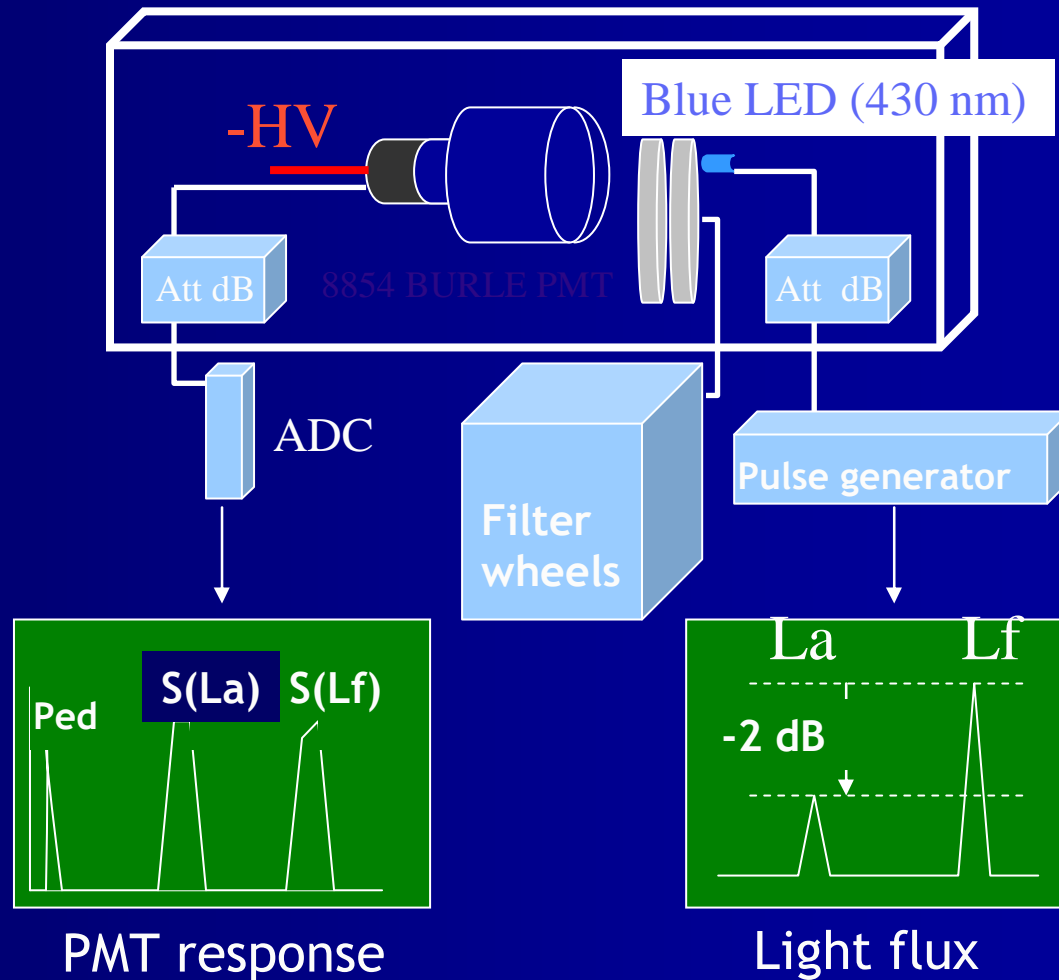 Blue LED (430 nm)
-HV
Att dB
8854 BURLE PMT
Att dB
ADC
Filter
wheels
Pulse generator
Ped
S(La)
S(Lf)
La
Lf
-2 dB
PMT response
Light flux